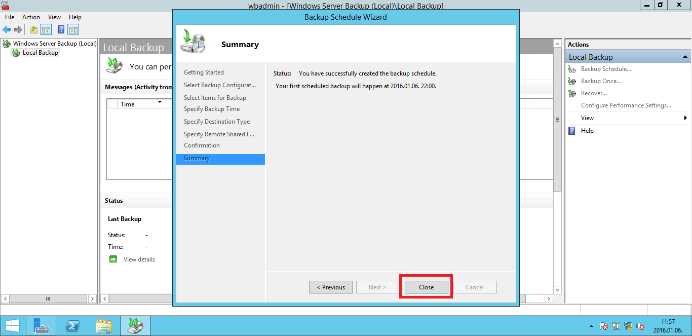 wbadmin - [Windows Server Backup (Local)\Local Backup]
File Action View Help
Windows Server Backup (Local)
Local Backup
Local Backup
You can per
Messages (Activity from
Time
Status
Last Backup
Status: -
Time: -
View details
Backup Schedule Wizard
Summary
Getting Started
Select Backup Configurat...
Select Items for Backup
Specify Backup Time
Specify Destination Type
Specify Remote Shared F...
Confirmation
Summary
Status: You have successfully created the backup schedule.
Your first scheduled backup will happen at 2016.01.06. 22:00.
< Previous
Next >
Close
Cancel
Actions
Local Backup
Backup Schedule...
Backup Once...
Recover...
Configure Performance Settings...
View
Help
11:57
2016.01.06.